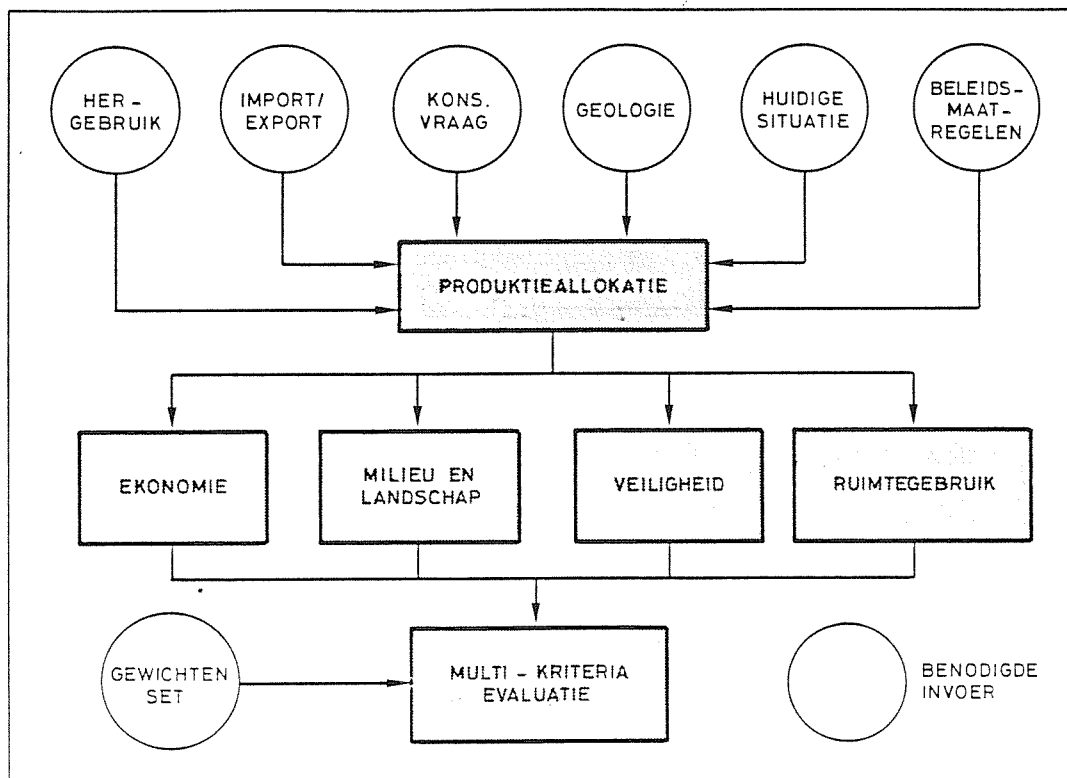 HER-
GEBRUIK
IMPORT/
EXPORT
KONS.
VRAAG
GEOLOGIE
HUIDIGE
SITUATIE
BELEIDS-
MAAT-
REGELEN
PRODUKTIEALLOKATIE
EKONOMIE
MILIEU EN
LANDSCHAP
VEILIGHEID
RUIMTEGEBRUIK
GEWICHTEN
SET
MULTI - KRITERIA
EVALUATIE
BENODIGDE
INVOER